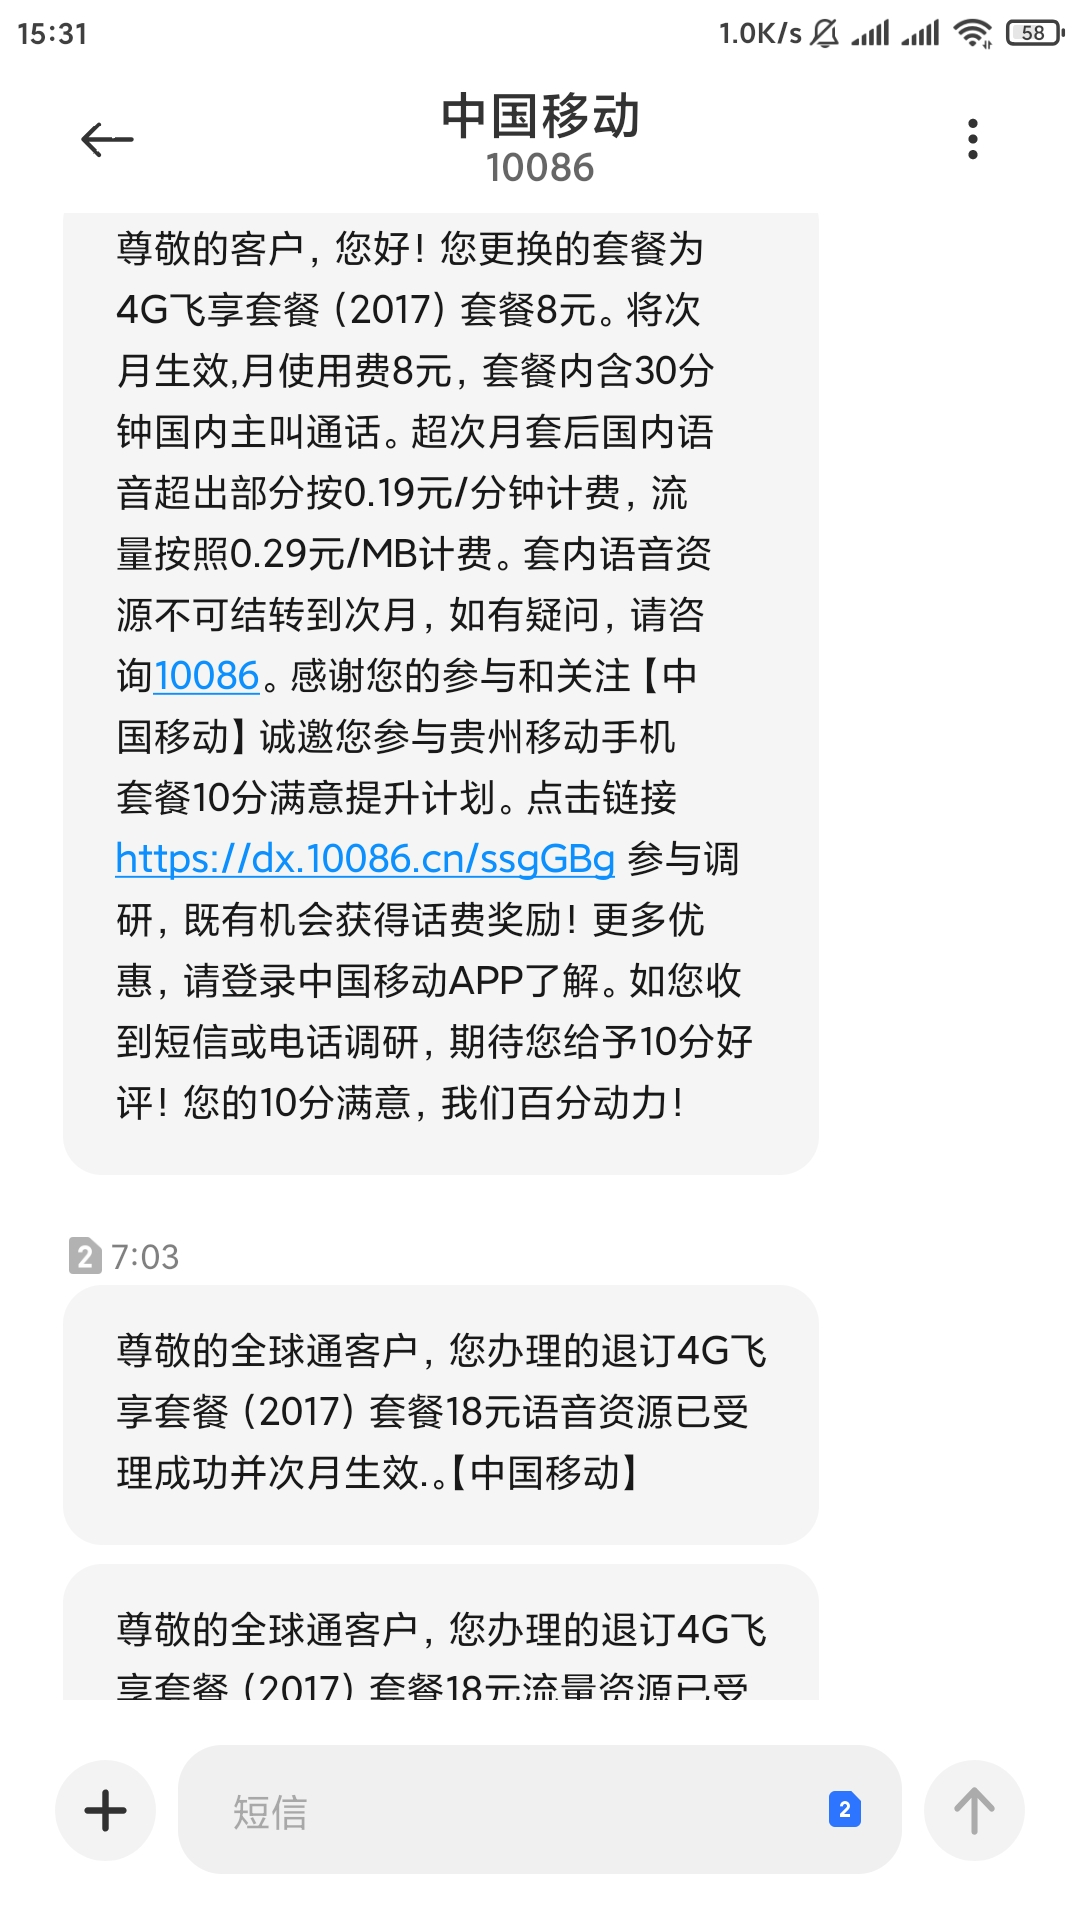 15:31
1.0K/s
58
中国移动
10086
尊敬的客户，您好！您更换的套餐为
4G飞享套餐（2017）套餐8元。将次
月生效,月使用费8元，套餐内含30分
钟国内主叫通话。超次月套后国内语
音超出部分按0.19元/分钟计费，流
量按照0.29元/MB计费。套内语音资
源不可结转到次月，如有疑问，请咨
询10086。感谢您的参与和关注【中
国移动】诚邀您参与贵州移动手机
套餐10分满意提升计划。点击链接
https://dx.10086.cn/ssgGBg 参与调
研，既有机会获得话费奖励！更多优
惠，请登录中国移动APP了解。如您收
到短信或电话调研，期待您给予10分好
评！您的10分满意，我们百分动力！
2 7:03
尊敬的全球通客户，您办理的退订4G飞
享套餐（2017）套餐18元语音资源已受
理成功并次月生效.。【中国移动】
尊敬的全球通客户，您办理的退订4G飞
享套餐（2017）套餐18元流量资源已受
短信
2